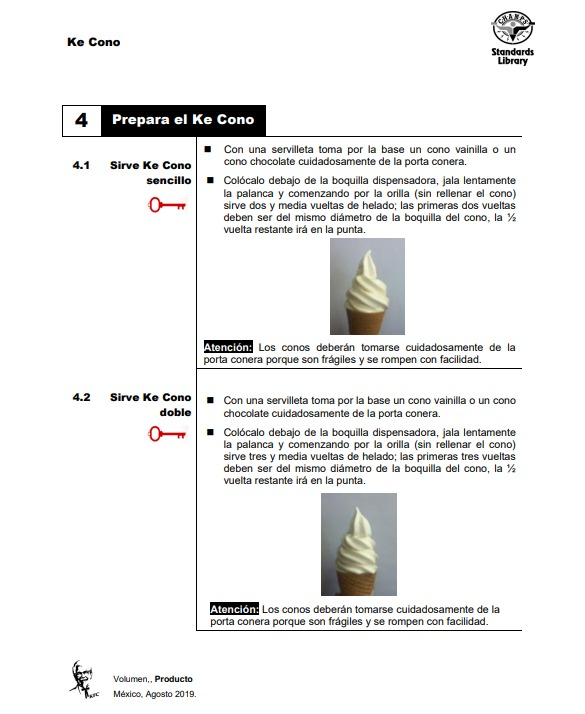 Ke Cono
CHAMPS
Standards
Library
4 Prepara el Ke Cono
4.1 Sirve Ke Cono
sencillo
■ Con una servilleta toma por la base un cono vainilla o un
cono chocolate cuidadosamente de la porta conera.
■ Colócalo debajo de la boquilla dispensadora, jala lentamente
la palanca y comenzando por la orilla (sin rellenar el cono)
sirve dos y media vueltas de helado; las primeras dos vueltas
deben ser del mismo diámetro de la boquilla del cono, la ½
vuelta restante irá en la punta.
Atención: Los conos deberán tomarse cuidadosamente de la
porta conera porque son frágiles y se rompen con facilidad.
4.2 Sirve Ke Cono
doble
■ Con una servilleta toma por la base un cono vainilla o un cono
chocolate cuidadosamente de la porta conera.
■ Colócalo debajo de la boquilla dispensadora, jala lentamente
la palanca y comenzando por la orilla (sin rellenar el cono)
sirve tres y media vueltas de helado; las primeras tres vueltas
deben ser del mismo diámetro de la boquilla del cono, la ½
vuelta restante irá en la punta.
Atención: Los conos deberán tomarse cuidadosamente de la
porta conera porque son frágiles y se rompen con facilidad.
KFC
Volumen,, Producto
México, Agosto 2019.